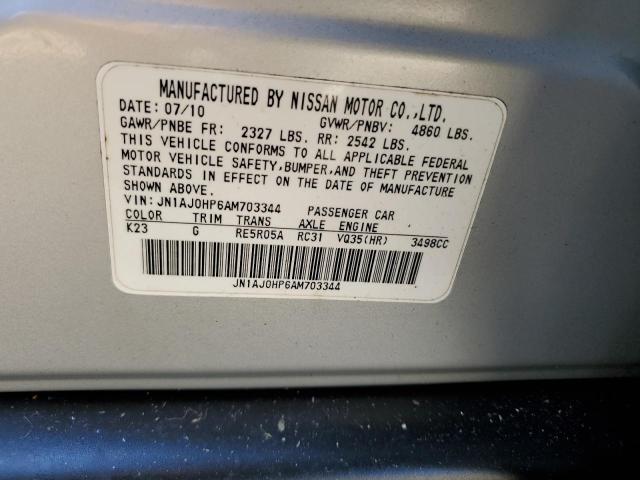 MANUFACTURED BY NISSAN MOTOR CO.,LTD.
DATE: 07/10 GVWR/PNBV: 4860 LBS.
GAWR/PNBE FR: 2327 LBS. RR: 2542 LBS.
THIS VEHICLE CONFORMS TO ALL APPLICABLE FEDERAL
MOTOR VEHICLE SAFETY,BUMPER,AND THEFT PREVENTION
STANDARDS IN EFFECT ON THE DATE OF MANUFACTURE
SHOWN ABOVE.
VIN: JN1AJ0HP6AM703344 PASSENGER CAR
COLOR TRIM TRANS AXLE ENGINE
K23 G RE5R05A RC31 VQ35(HR) 3498CC
JN1AJ0HP6AM703344